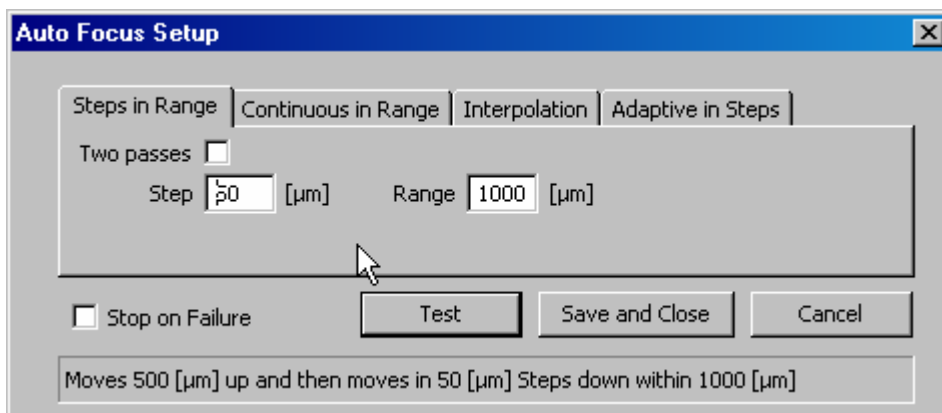 Auto Focus Setup
Steps in Range Continuous in Range Interpolation Adaptive in Steps
Two passes
Step 50 [µm] Range 1000 [µm]
Stop on Failure Test Save and Close Cancel
Moves 500 [µm] up and then moves in 50 [µm] Steps down within 1000 [µm]